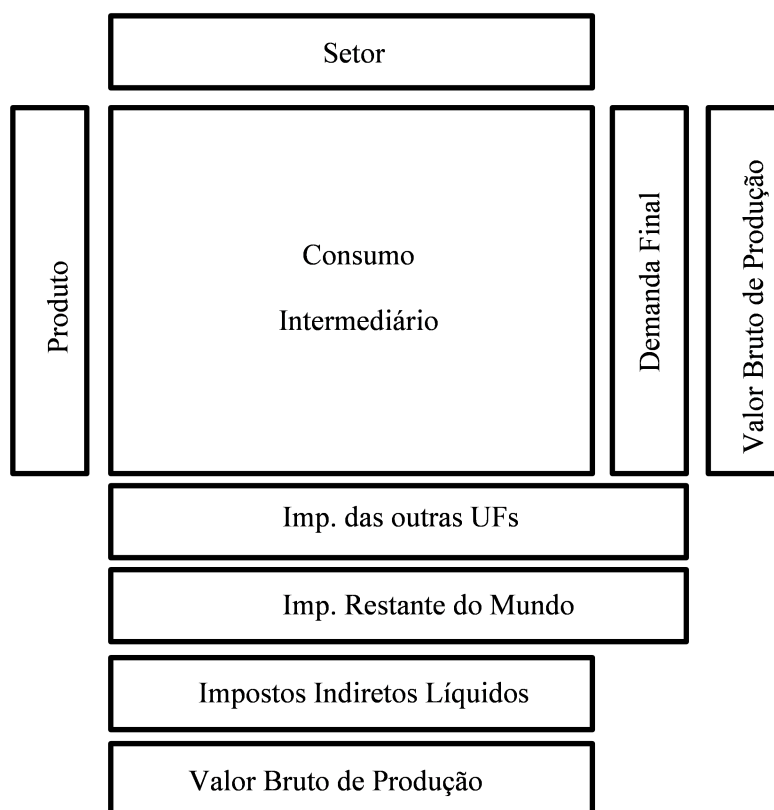 Setor
Produto
Consumo
Intermediário
Demanda Final
Valor Bruto de Produção
Imp. das outras UFs
Imp. Restante do Mundo
Impostos Indiretos Líquidos
Valor Bruto de Produção